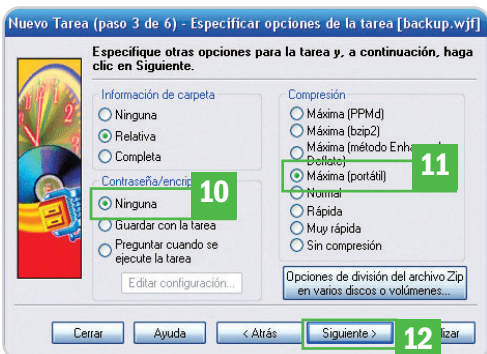 Nuevo Tarea (paso 3 de 6) - Especificar opciones de la tarea [backup.wjf]
Especifique otras opciones para la tarea y, a continuación, haga
clic en Siguiente.
Información de carpeta
Ninguna
Relativa
Completa
Contraseña/encrip
10
Ninguna
Guardar con la tarea
Preguntar cuando se
ejecute la tarea
Editar configuración...
Compresión
Máxima (PPMd)
Máxima (bzip2)
Máxima (método
Deflate)
11
Máxima (portátil)
Normal
Rápida
Muy rápida
Sin compresión
Opciones de división del archivo Zip
en varios discos o volúmenes...
Cerrar
Ayuda
< Atrás
Siguiente >
12